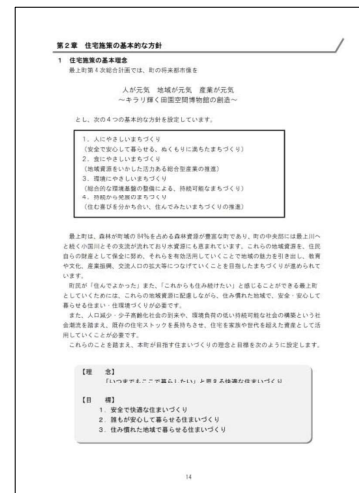 第２章　住宅施策の基本的な方針
１　住宅施策の基本理念
最上町第４次総合計画では、町の将来都市像を
人が元気　地域が元気　産業が元気
～キラリ輝く田園空間博物館の創造～
とし、次の４つの基本的な方針を設定しています。
１．人にやさしいまちづくり
（安全で安心して暮らせる、ぬくもりに満ちたまちづくり）
２．食にやさしいまちづくり
（地域資源をいかした活力ある総合型産業の推進）
３．環境にやさしいまちづくり
（総合的な環境基盤の整備による、持続可能なまちづくり）
４．持続から発展のまちづくり
（住む喜びを分かち合い、住んでみたいまちづくりの推進）
最上町は、森林が町域の84%を占める森林資源が豊富な町であり、町の中央部には最上川へ
と続く小国川とその支流が流れており水資源にも恵まれています。これらの地域資源を、住民
自らの財産として保全に努め、それらを有効活用していくことで地域の魅力を引き出し、教育
や文化、産業振興、交流人口の拡大等につなげていくことを目指したまちづくりが進められて
います。
町民が「住んでよかった」また、「これからも住み続けたい」と感じることができる最上町
としていくためには、これらの地域資源に配慮しながら、住み慣れた地域で、安全・安心して
暮らせる住まい・住環境づくりが必要です。
また、人口減少・少子高齢化社会の到来や、環境負荷の低い持続可能な社会の構築という社
会潮流を踏まえ、既存の住宅ストックを長持ちさせ、住宅を家族や世代を超えた資産として活
用していくことが必要です。
これらのことを踏まえ、本町が目指す住まいづくりの理念と目標を次のように設定します。
【理　　念】
「いつまでもここで暮らしたい」と思える快適な住まいづくり
【目　　標】
１．安全で快適な住まいづくり
２．誰もが安心して暮らせる住まいづくり
３．住み慣れた地域で暮らせる住まいづくり
14